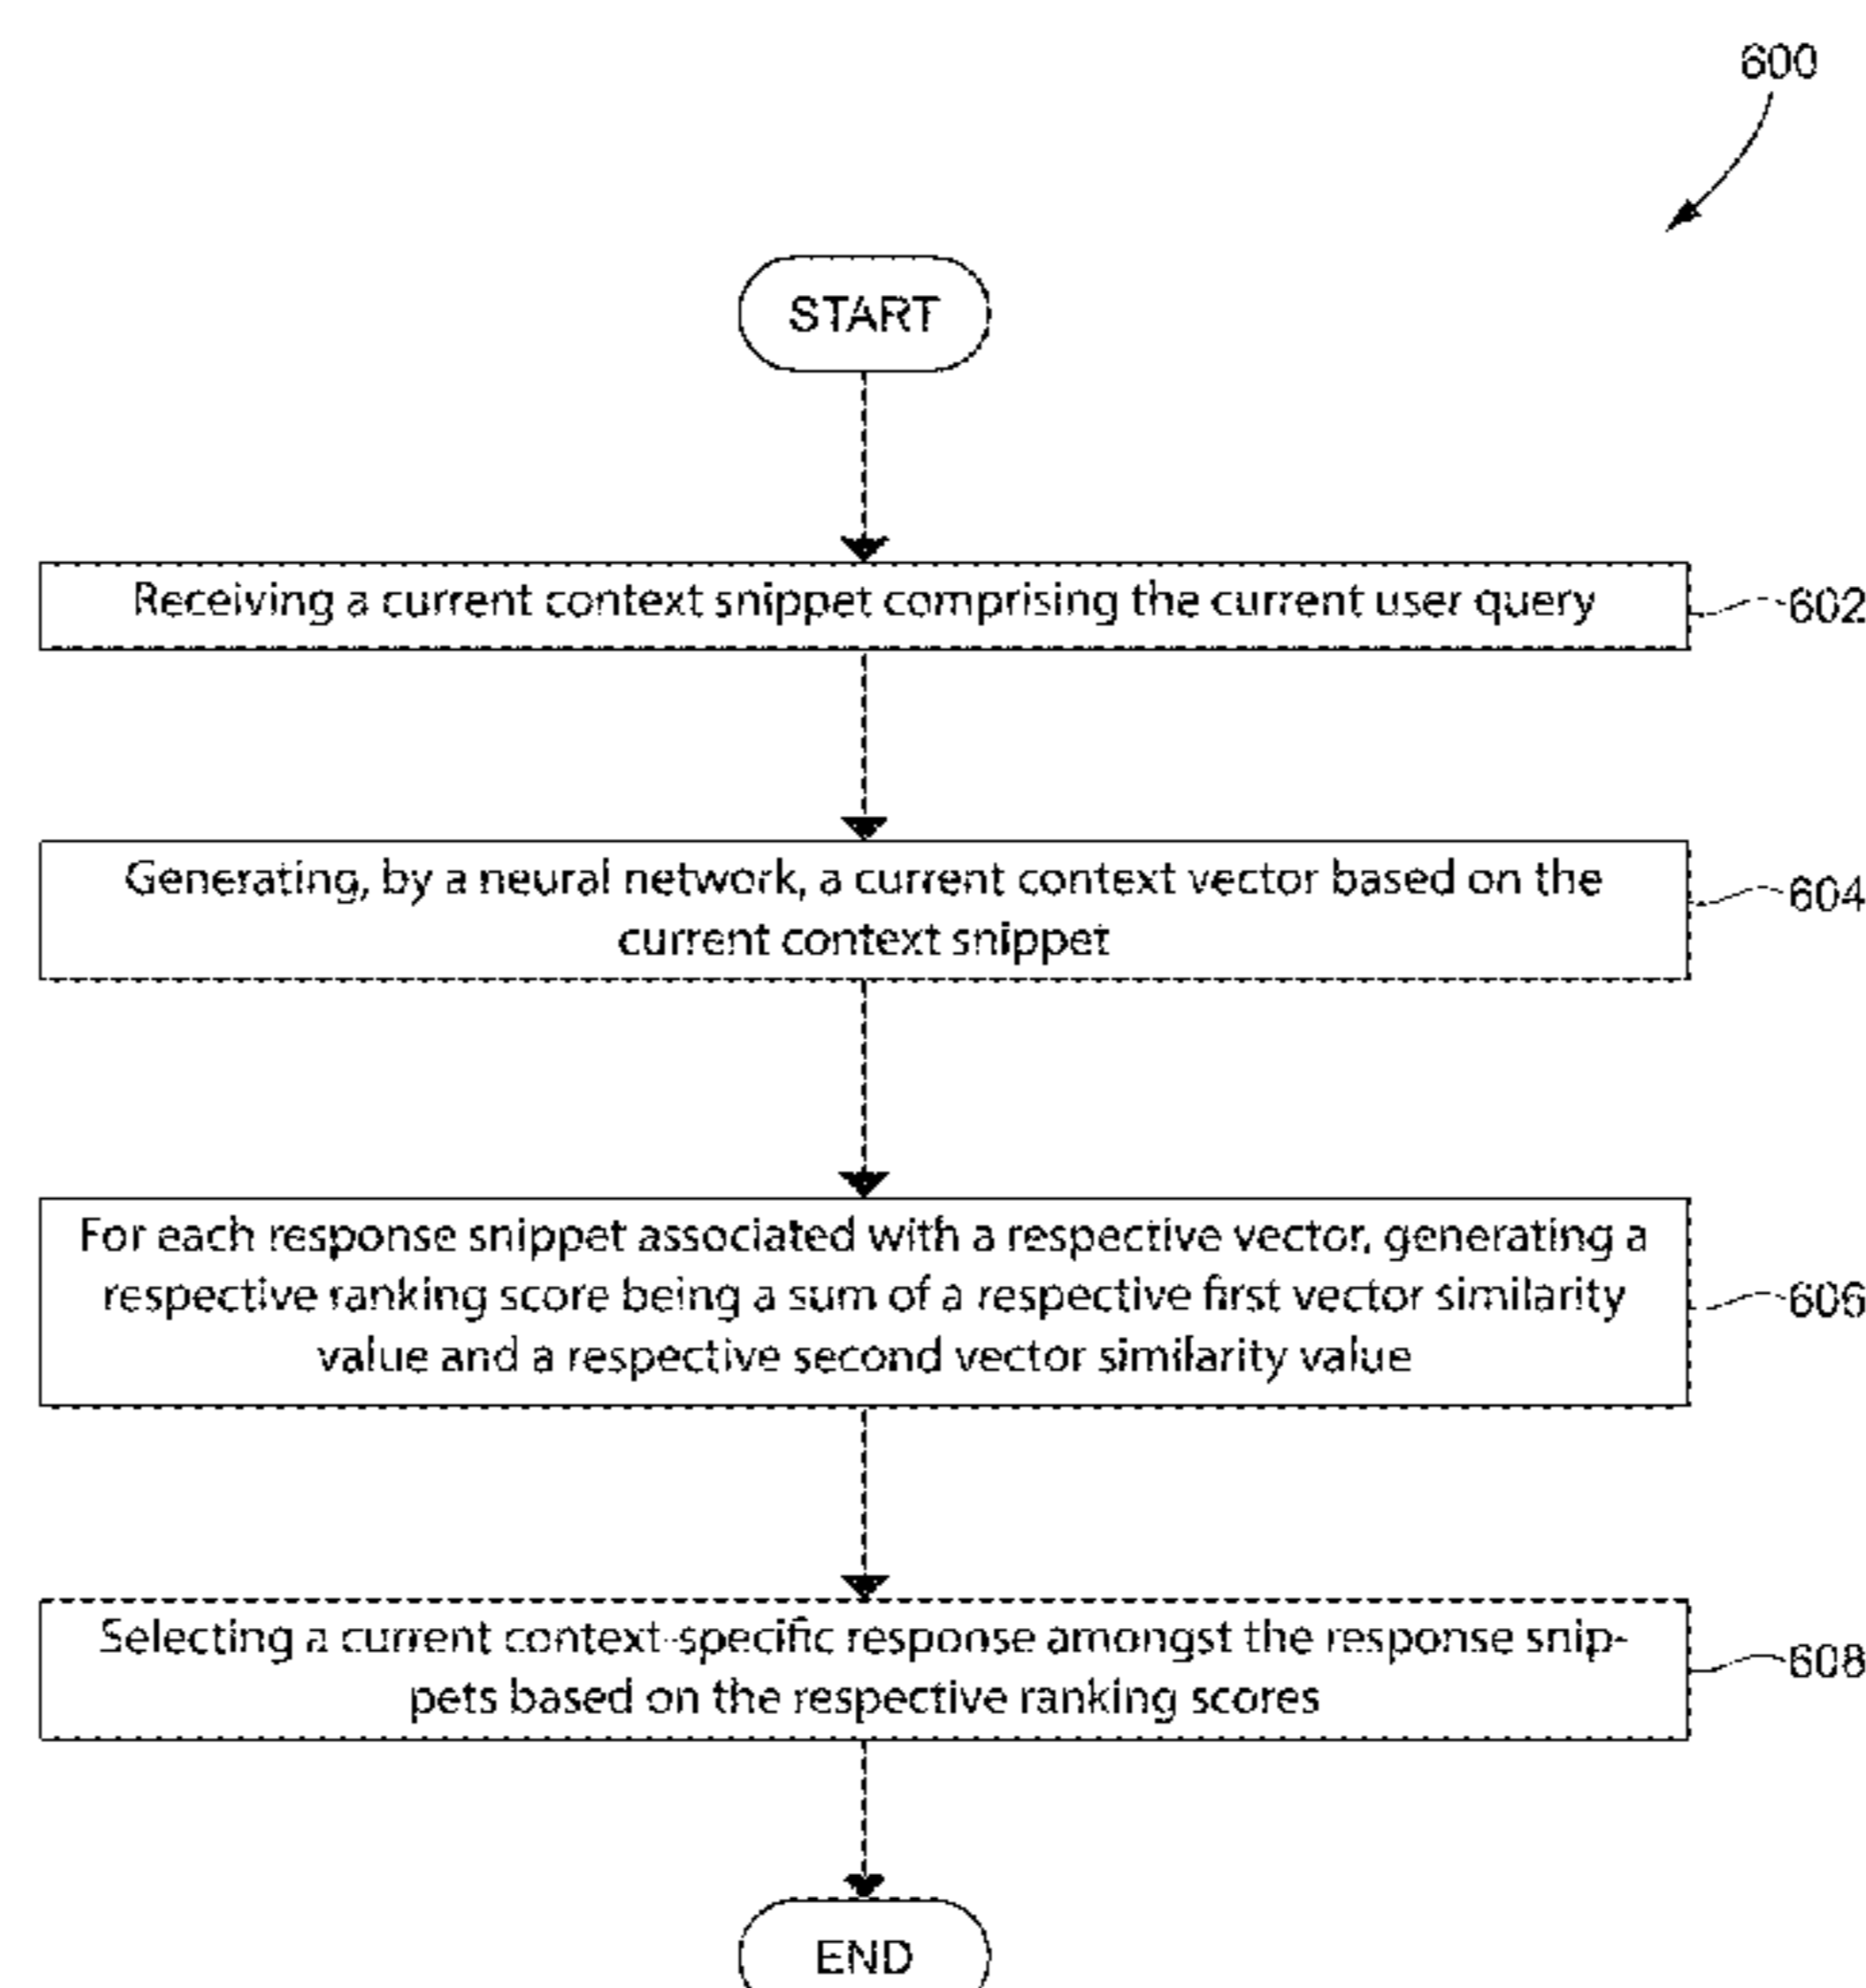 600
START
Receiving a current context snippet comprising the current user query
602
Generating, by a neural network, a current context vector based on the
current context snippet
604
For each response snippet associated with a respective vector, generating a
respective ranking score being a sum of a respective first vector similarity
value and a respective second vector similarity value
606
Selecting a current context-specific response amongst the response snip-
pets based on the respective ranking scores
608
END